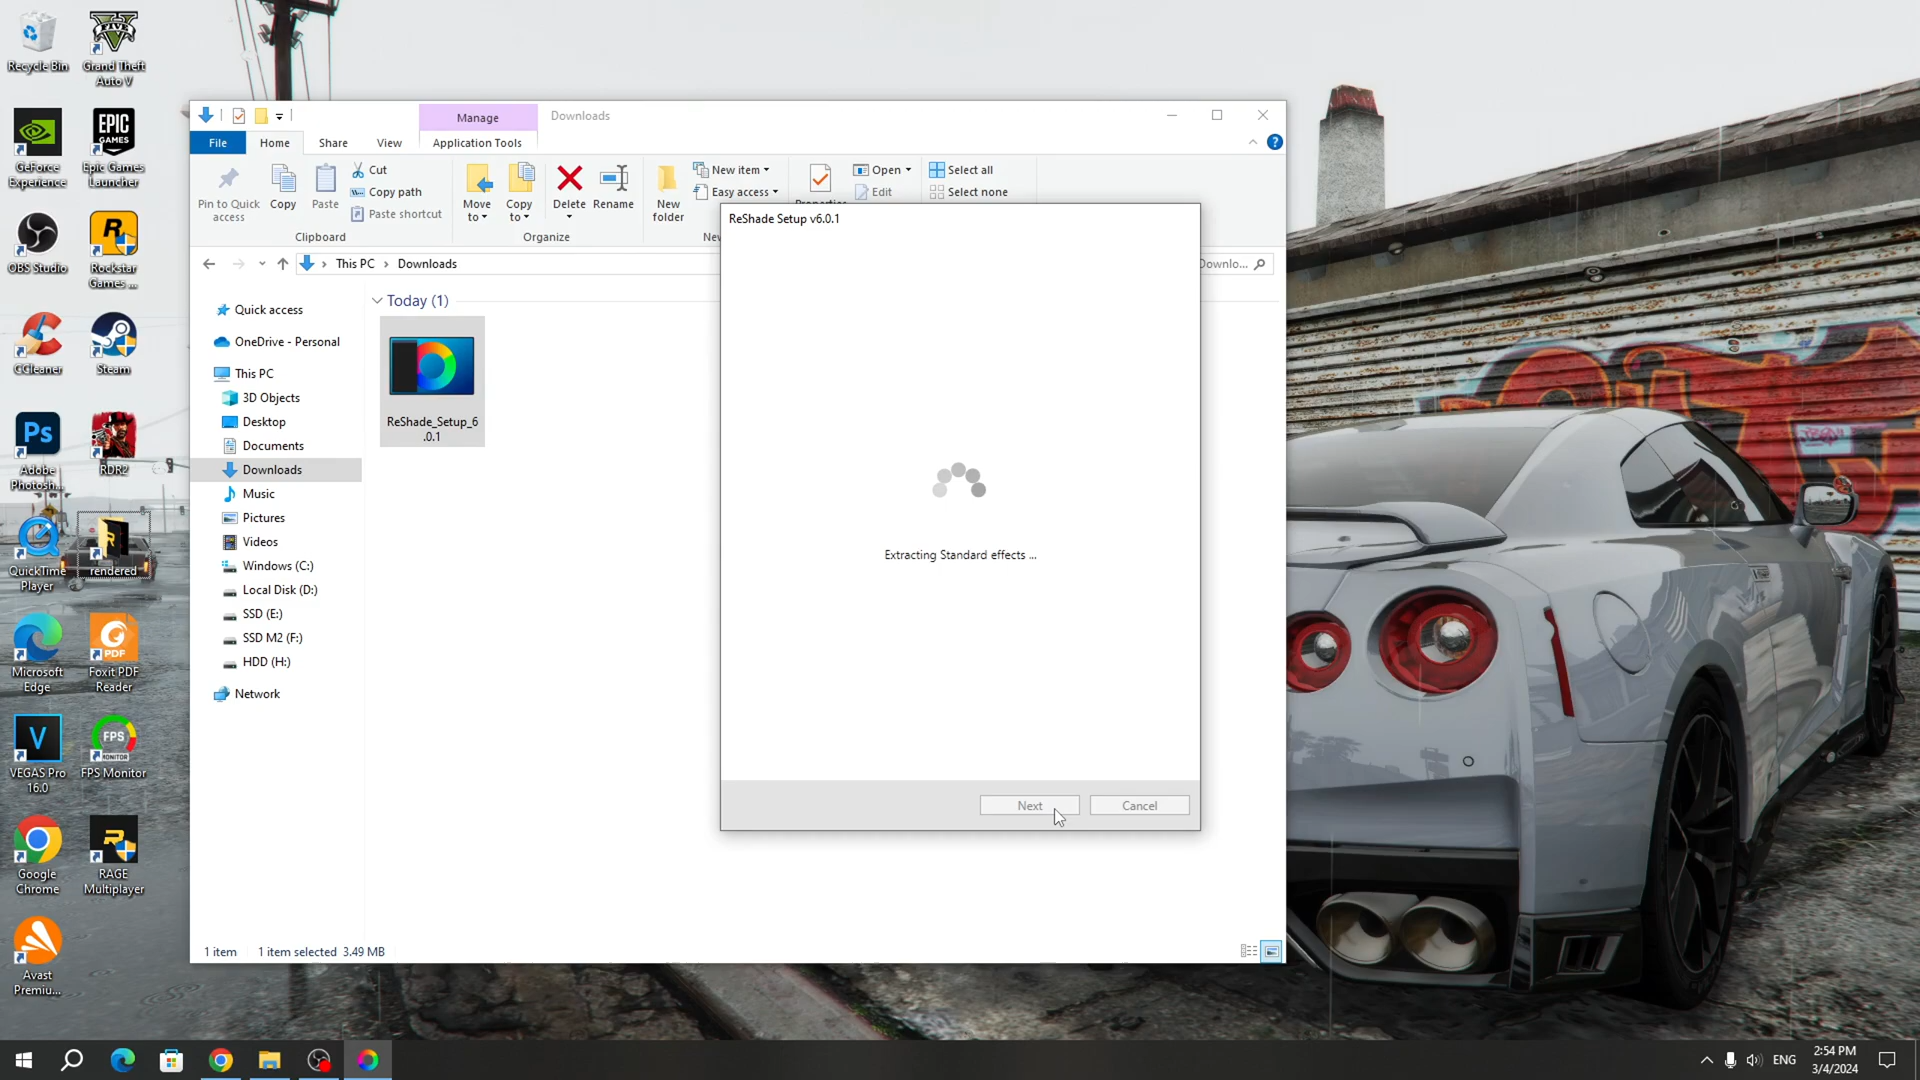 Recycle Bin
Grand Theft
Auto V
GeForce
Experience
EPIC
GAMES
Epic Games
Launcher
OBS Studio
Rockstar
Games ...
CCleaner
Steam
Ps
Adobe
Photosh...
RDR2
QuickTime
Player
rendered
Microsoft
Edge
PDF
Foxit PDF
Reader
V
VEGAS Pro
16.0
FPS
MONITOR
FPS Monitor
Google
Chrome
RAGE
Multiplayer
Avast
Premiu...
Manage
Downloads
File
Home
Share
View
Application Tools
Pin to Quick
access
Copy
Paste
Cut
Copy path
Paste shortcut
Clipboard
Move
to
Copy
to
Delete
Rename
Organize
New
folder
New item
Easy access
Open
Edit
Select all
Select none
This PC
Downloads
Downlo...
Quick access
OneDrive - Personal
This PC
3D Objects
Desktop
Documents
Downloads
Music
Pictures
Videos
Windows (C:)
Local Disk (D:)
SSD (E:)
SSD M2 (F:)
HDD (H:)
Network
Today (1)
ReShade_Setup_6
.0.1
ReShade Setup v6.0.1
Extracting Standard effects ...
Next
Cancel
1 item
1 item selected 3.49 MB
ENG
2:54 PM
3/4/2024